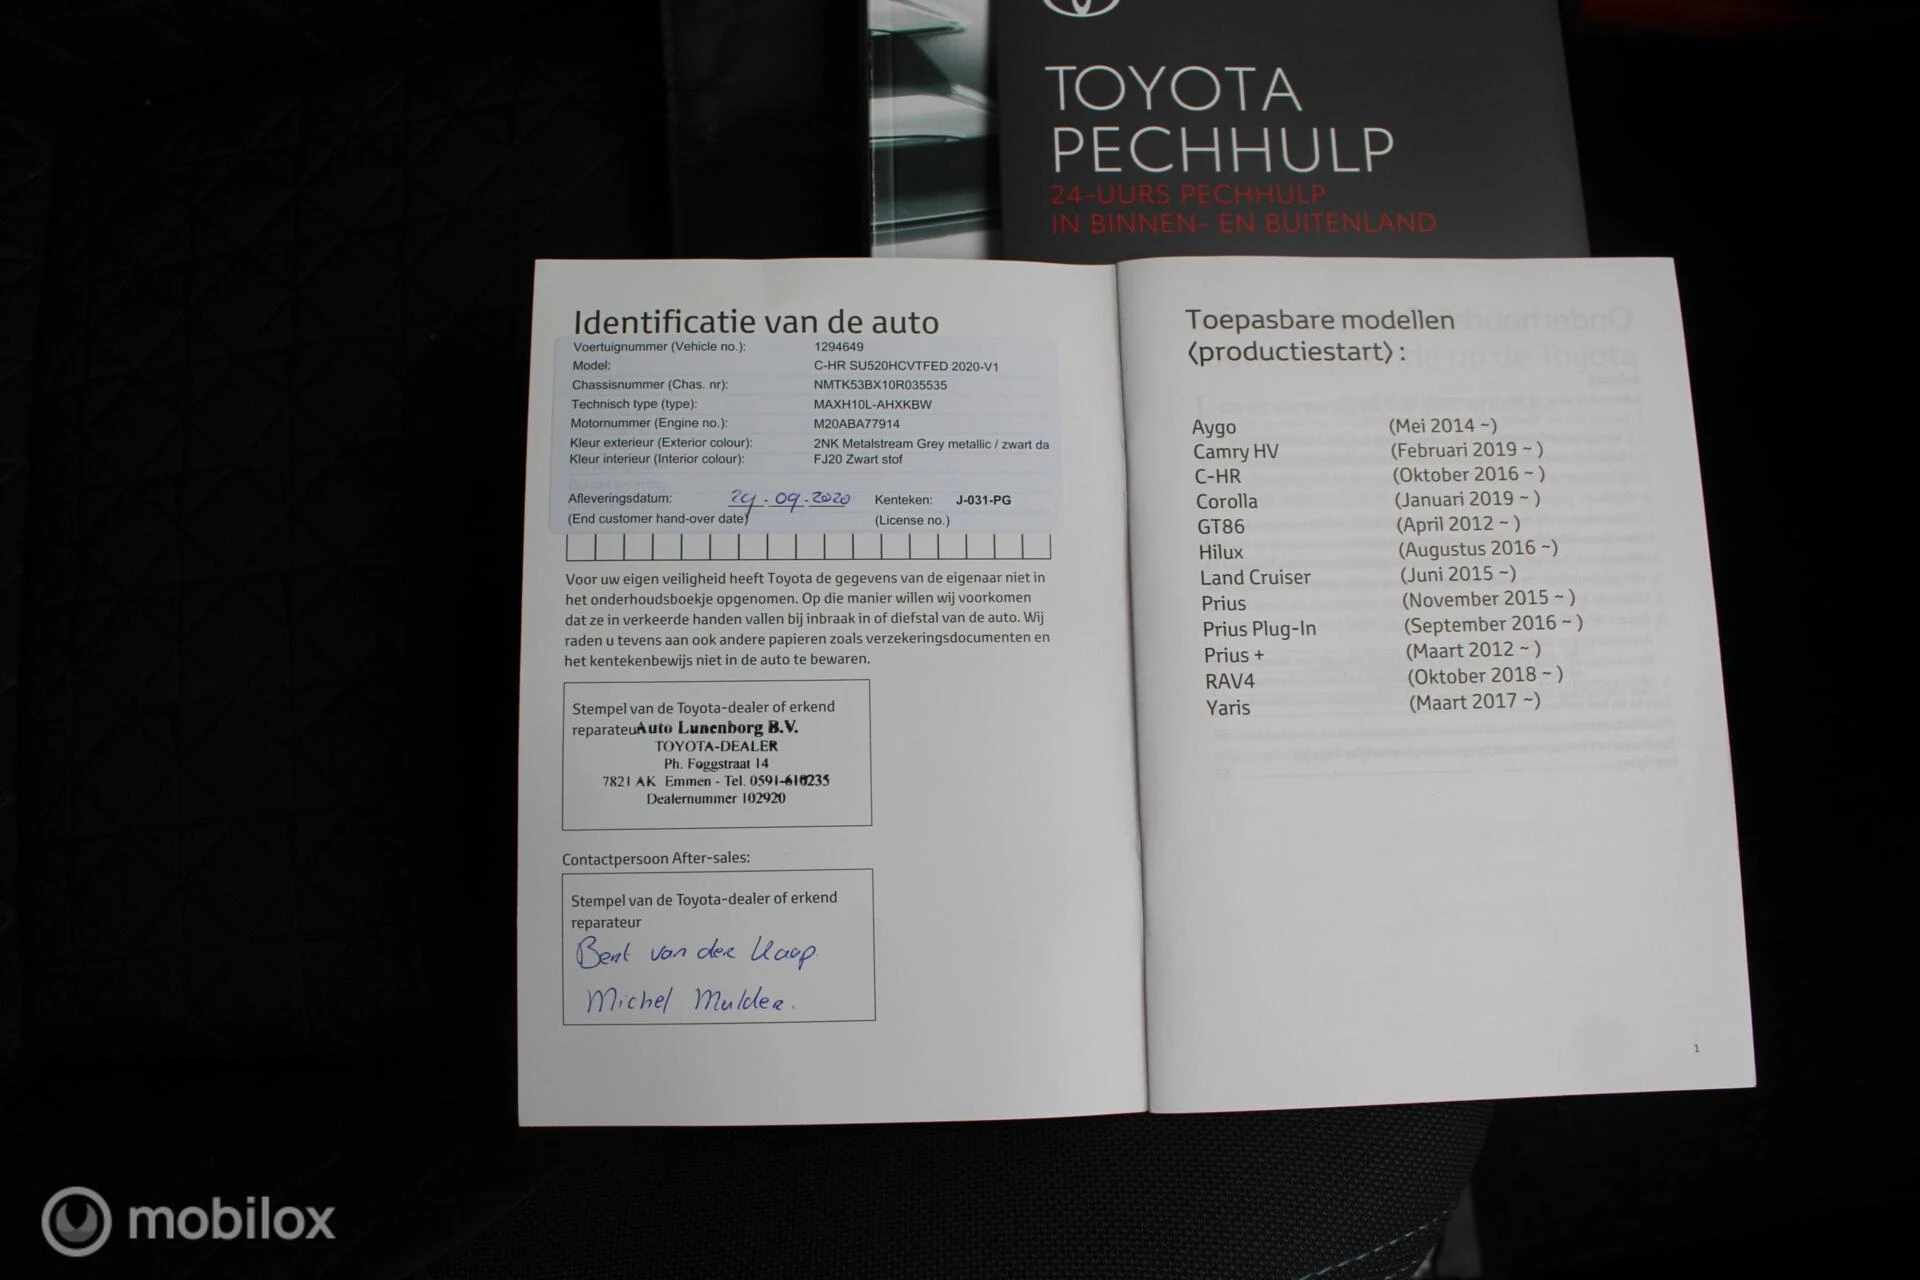 TOYOTA
PECHHULP
24-UURS PECHHULP
IN BINNEN- EN BUITENLAND
Identificatie van de auto
Voertuignummer (Vehicle no.): 1294649
Model: C-HR SU520HCVTFED 2020-V1
Chassisnummer (Chas. nr): NMTK53BX10R035535
Technisch type (type): MAXH10L-AHXKBW
Motornummer (Engine no.): M20ABA77914
Kleur exterieur (Exterior colour): 2NK Metalstream Grey metallic / zwart da
Kleur interieur (Interior colour): FJ20 Zwart stof
Afleveringsdatum: 29-09-2020 Kenteken: J-031-PG
(End customer hand-over date) (License no.)
Voor uw eigen veiligheid heeft Toyota de gegevens van de eigenaar niet in
het onderhoudsboekje opgenomen. Op die manier willen wij voorkomen
dat ze in verkeerde handen vallen bij inbraak in of diefstal van de auto. Wij
raden u tevens aan ook andere papieren zoals verzekeringsdocumenten en
het kentekenbewijs niet in de auto te bewaren.
Stempel van de Toyota-dealer of erkend
reparateur Auto Lunenborg B.V.
TOYOTA-DEALER
Ph. Foggstraat 14
7821 AK Emmen - Tel. 0591-618235
Dealernummer 102920
Contactpersoon After-sales:
Stempel van de Toyota-dealer of erkend
reparateur
Bert van der Kaap.
Michel Mulder.
Toepasbare modellen
(productiestart) :
Aygo (Mei 2014 ~)
Camry HV (Februari 2019 ~ )
C-HR (Oktober 2016 ~ )
Corolla (Januari 2019 ~ )
GT86 (April 2012 ~ )
Hilux (Augustus 2016 ~)
Land Cruiser (Juni 2015 ~)
Prius (November 2015 ~ )
Prius Plug-In (September 2016 ~ )
Prius + (Maart 2012 ~ )
RAV4 (Oktober 2018 ~ )
Yaris (Maart 2017 ~)
1
mobilox